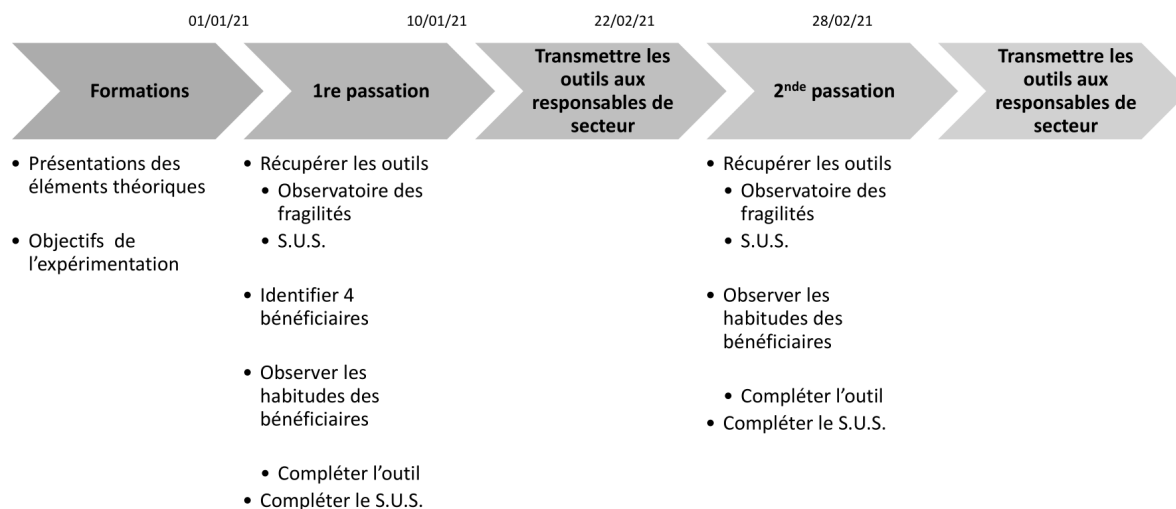 01/01/21
10/01/21
22/02/21
28/02/21
Formations
1re passation
Transmettre les
outils aux
responsables de
secteur
2nde passation
Transmettre les
outils aux
responsables de
secteur
• Présentations des
éléments théoriques
• Objectifs de
l’expérimentation
• Récupérer les outils
• Observatoire des
fragilités
• S.U.S.
• Identifier 4
bénéficiaires
• Observer les
habitudes des
bénéficiaires
• Compléter l’outil
• Compléter le S.U.S.
• Récupérer les outils
• Observatoire des
fragilités
• S.U.S.
• Observer les
habitudes des
bénéficiaires
• Compléter l’outil
• Compléter le S.U.S.